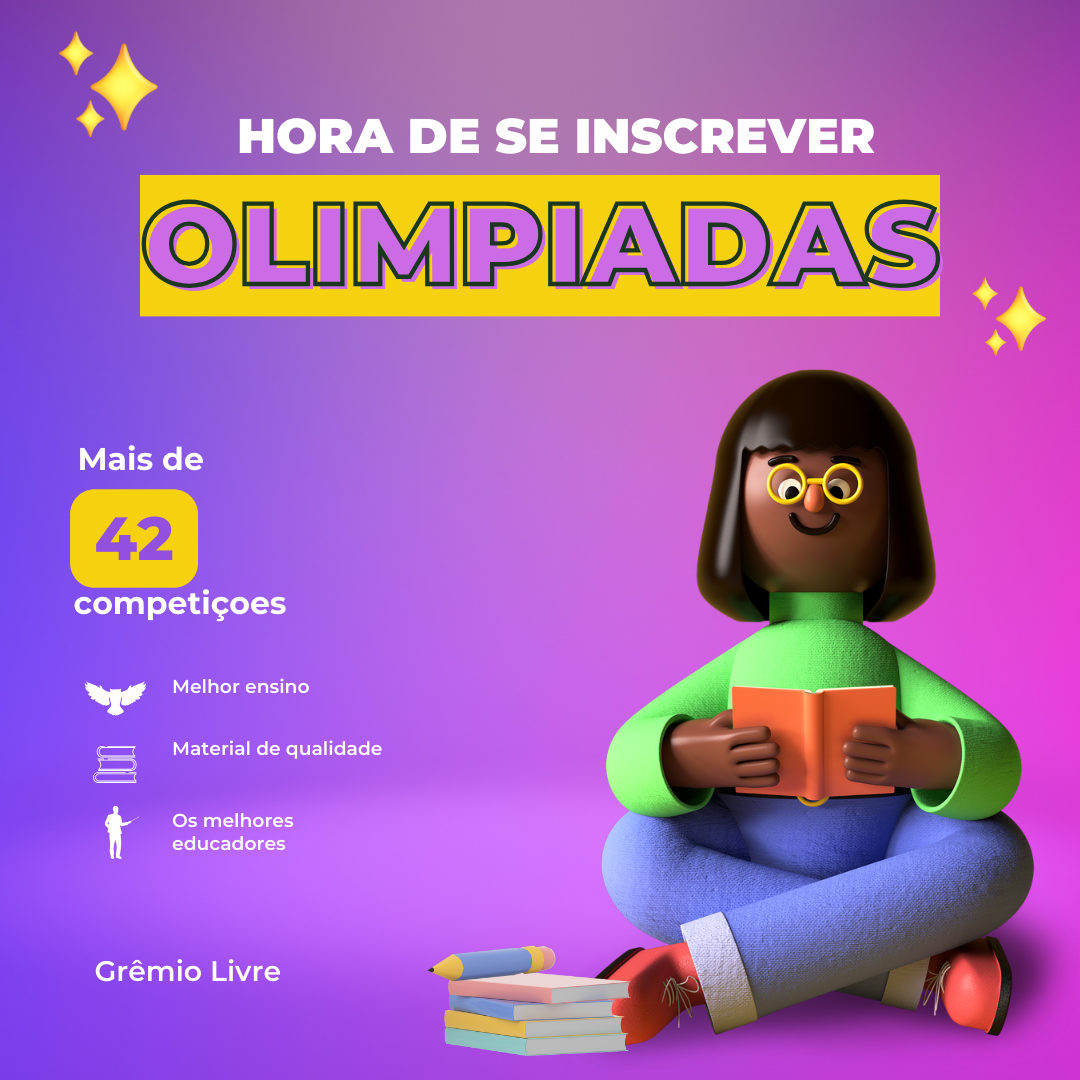 HORA DE SE INSCREVER
OLIMPIADAS
Mais de
42
competiçoes
Melhor ensino
Material de qualidade
Os melhores
educadores
Grêmio Livre